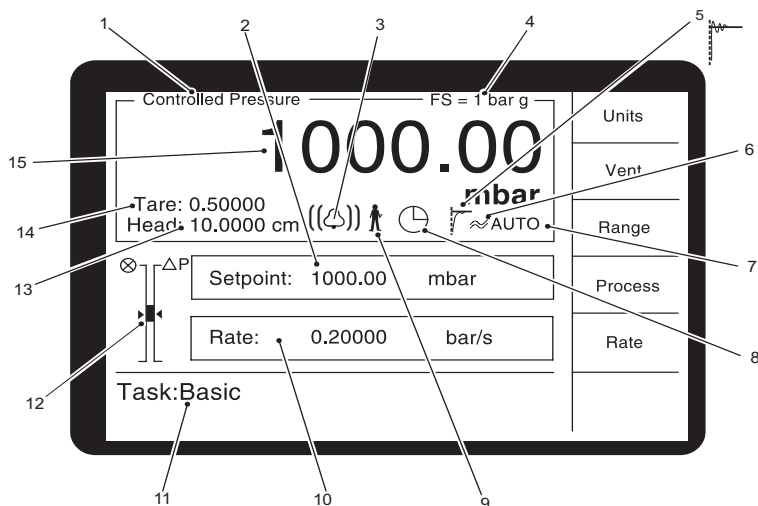 1
2
3
4
5
Controlled Pressure
FS = 1 bar g
Units
15
1000.00
6
Vent
mbar
14
Tare: 0.50000
Head: 10.0000 cm
AUTO
Range
7
13
△P
Setpoint: 1000.00 mbar
Process
Rate: 0.20000 bar/s
Rate
8
12
Task:Basic
11
10
9